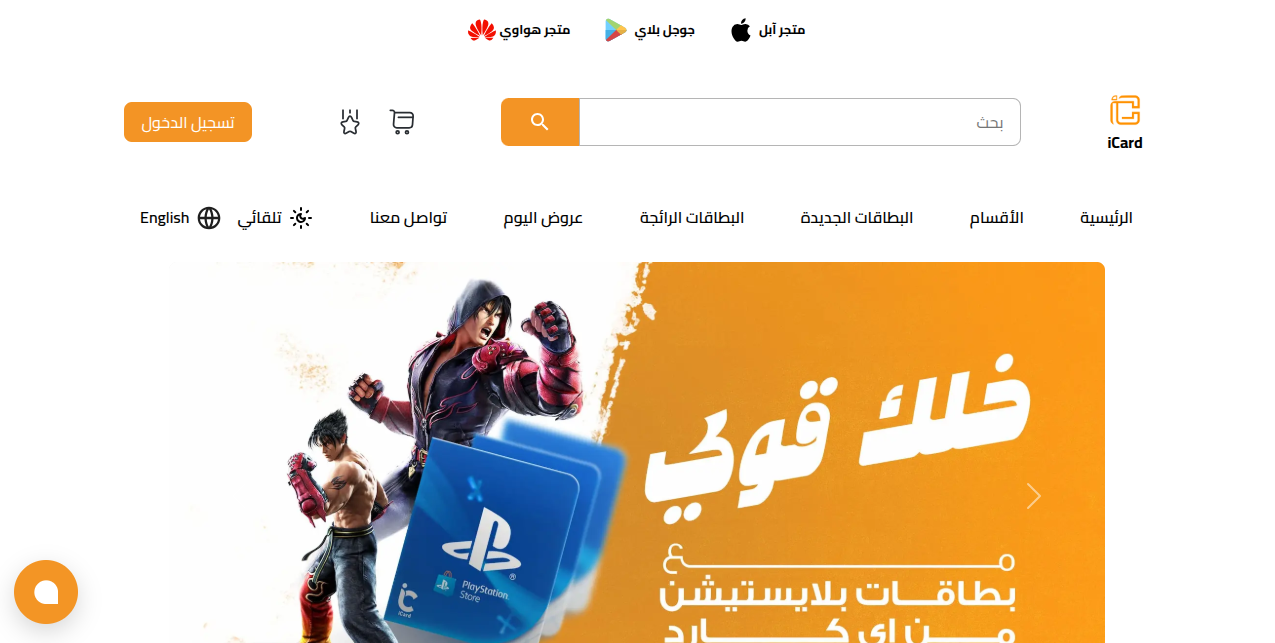 متجر آبل
جوجل بلاي
متجر هواوي
iCard
بحث
تسجيل الدخول
الرئيسية
الأقسام
البطاقات الجديدة
البطاقات الرائجة
عروض اليوم
تواصل معنا
تلقائي
English
خلك قوي
مع
بطاقات بلايستيشن
من اي كارد
PlayStation
Store
iCard